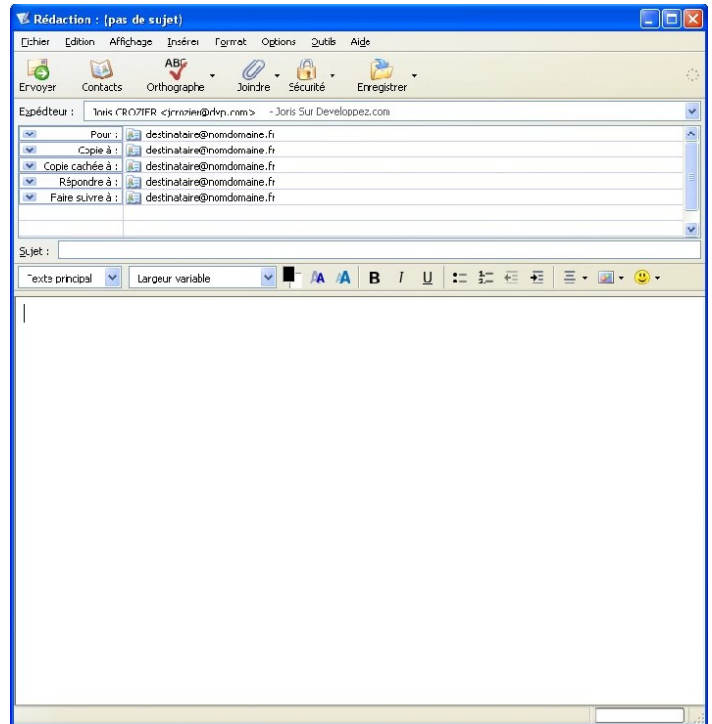 Rédaction : (pas de sujet)
Fichier Edition Affichage Insérer Format Options Outils Aide
Envoyer Contacts Orthographe Joindre Sécurité Enregistrer
Expéditeur : Joris CROZIER <jcrozier@dvp.com> - Joris Sur Developpez.com
Pour : destinataire@nomdomaine.fr
Copie à : destinataire@nomdomaine.fr
Copie cachée à : destinataire@nomdomaine.fr
Répondre à : destinataire@nomdomaine.fr
Faire suivre à : destinataire@nomdomaine.fr
Sujet :
Texte principal Largeur variable